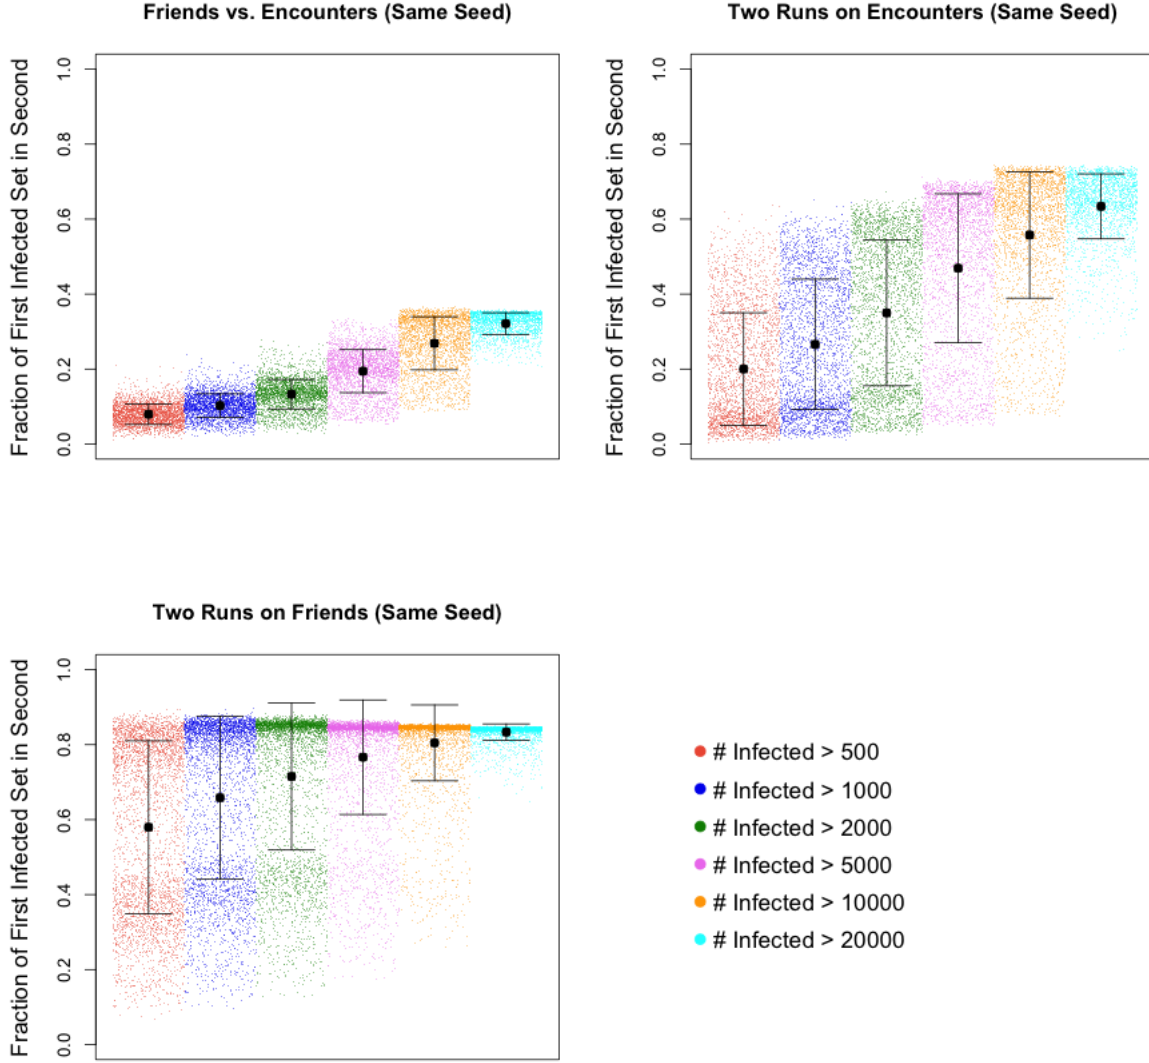 Friends vs. Encounters (Same Seed)
Fraction of First Infected Set in Second
1.0
0.8
0.6
0.4
0.2
0.0
Two Runs on Encounters (Same Seed)
Fraction of First Infected Set in Second
1.0
0.8
0.6
0.4
0.2
0.0
Two Runs on Friends (Same Seed)
Fraction of First Infected Set in Second
1.0
0.8
0.6
0.4
0.2
0.0
# Infected > 500
# Infected > 1000
# Infected > 2000
# Infected > 5000
# Infected > 10000
# Infected > 20000